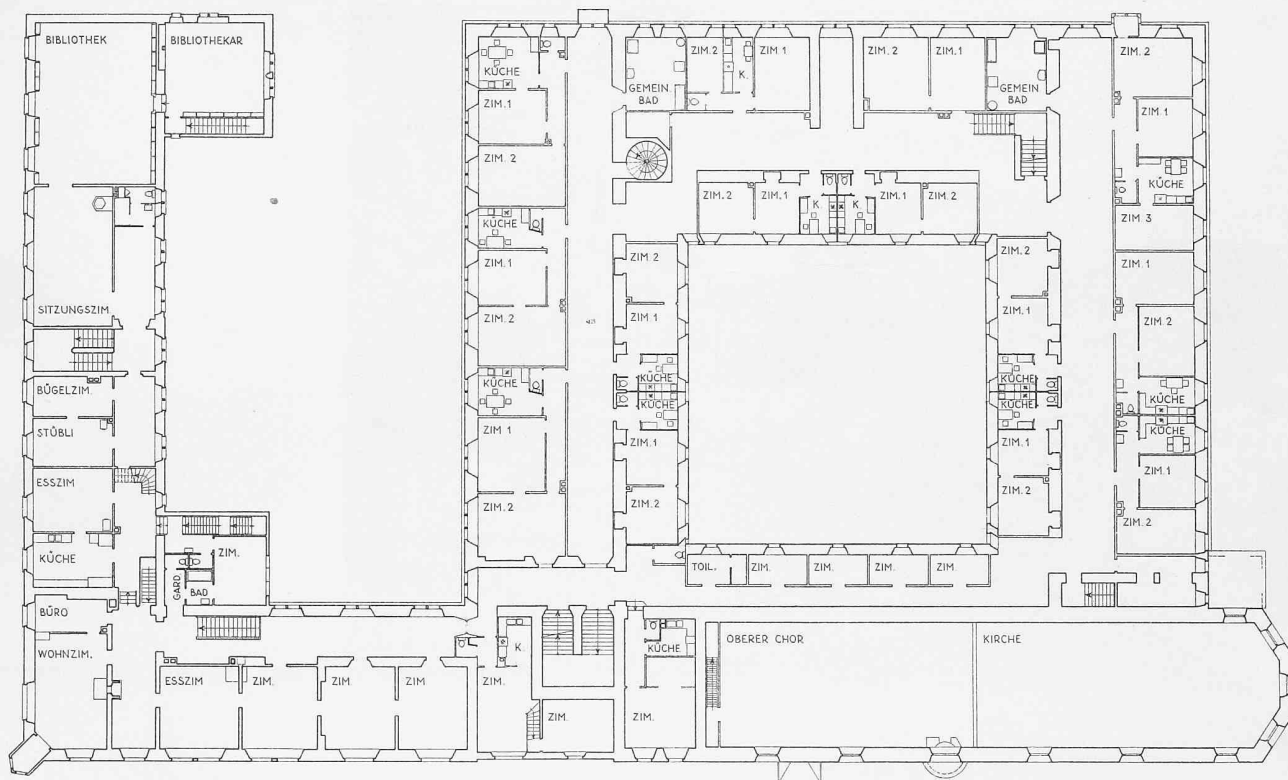 BIBLIOTHEK
BIBLIOTHEKAR
SITZUNGSZIM.
BÜGELZIM.
STÜBLI
ESSZIM
KÜCHE
BÜRO
WOHNZIM.
GARD.
BAD
ZIM.
ESSZIM
ZIM.
ZIM
ZIM.
KÜCHE
ZIM.1
ZIM. 2
KÜCHE
ZIM.1
ZIM.2
KÜCHE
ZIM 1
ZIM.2
GEMEIN.
BAD
ZIM.2
K.
ZIM 1
ZIM. 2
ZIM.1
GEMEIN
BAD
ZIM. 2
ZIM.1
KÜCHE
ZIM. 3
ZIM.1
ZIM. 2
KÜCHE
KÜCHE
ZIM.1
ZIM. 2
ZIM.2
ZIM.1
K.
K.
ZIM.1
ZIM. 2
ZIM 2
ZIM.1
KÜCHE
KÜCHE
ZIM.1
ZIM.2
ZIM. 2
ZIM.1
KÜCHE
KÜCHE
ZIM.1
ZIM. 2
TOIL.
ZIM.
ZIM.
ZIM.
ZIM
K.
ZIM.
ZIM.
KÜCHE
ZIM.
OBERER CHOR
KIRCHE